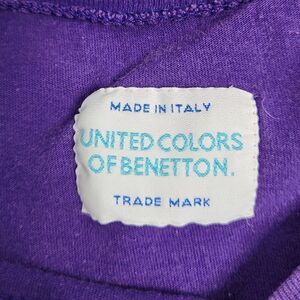 MADE IN ITALY
UNITED COLORS
OF BENETTON.
TRADE MARK